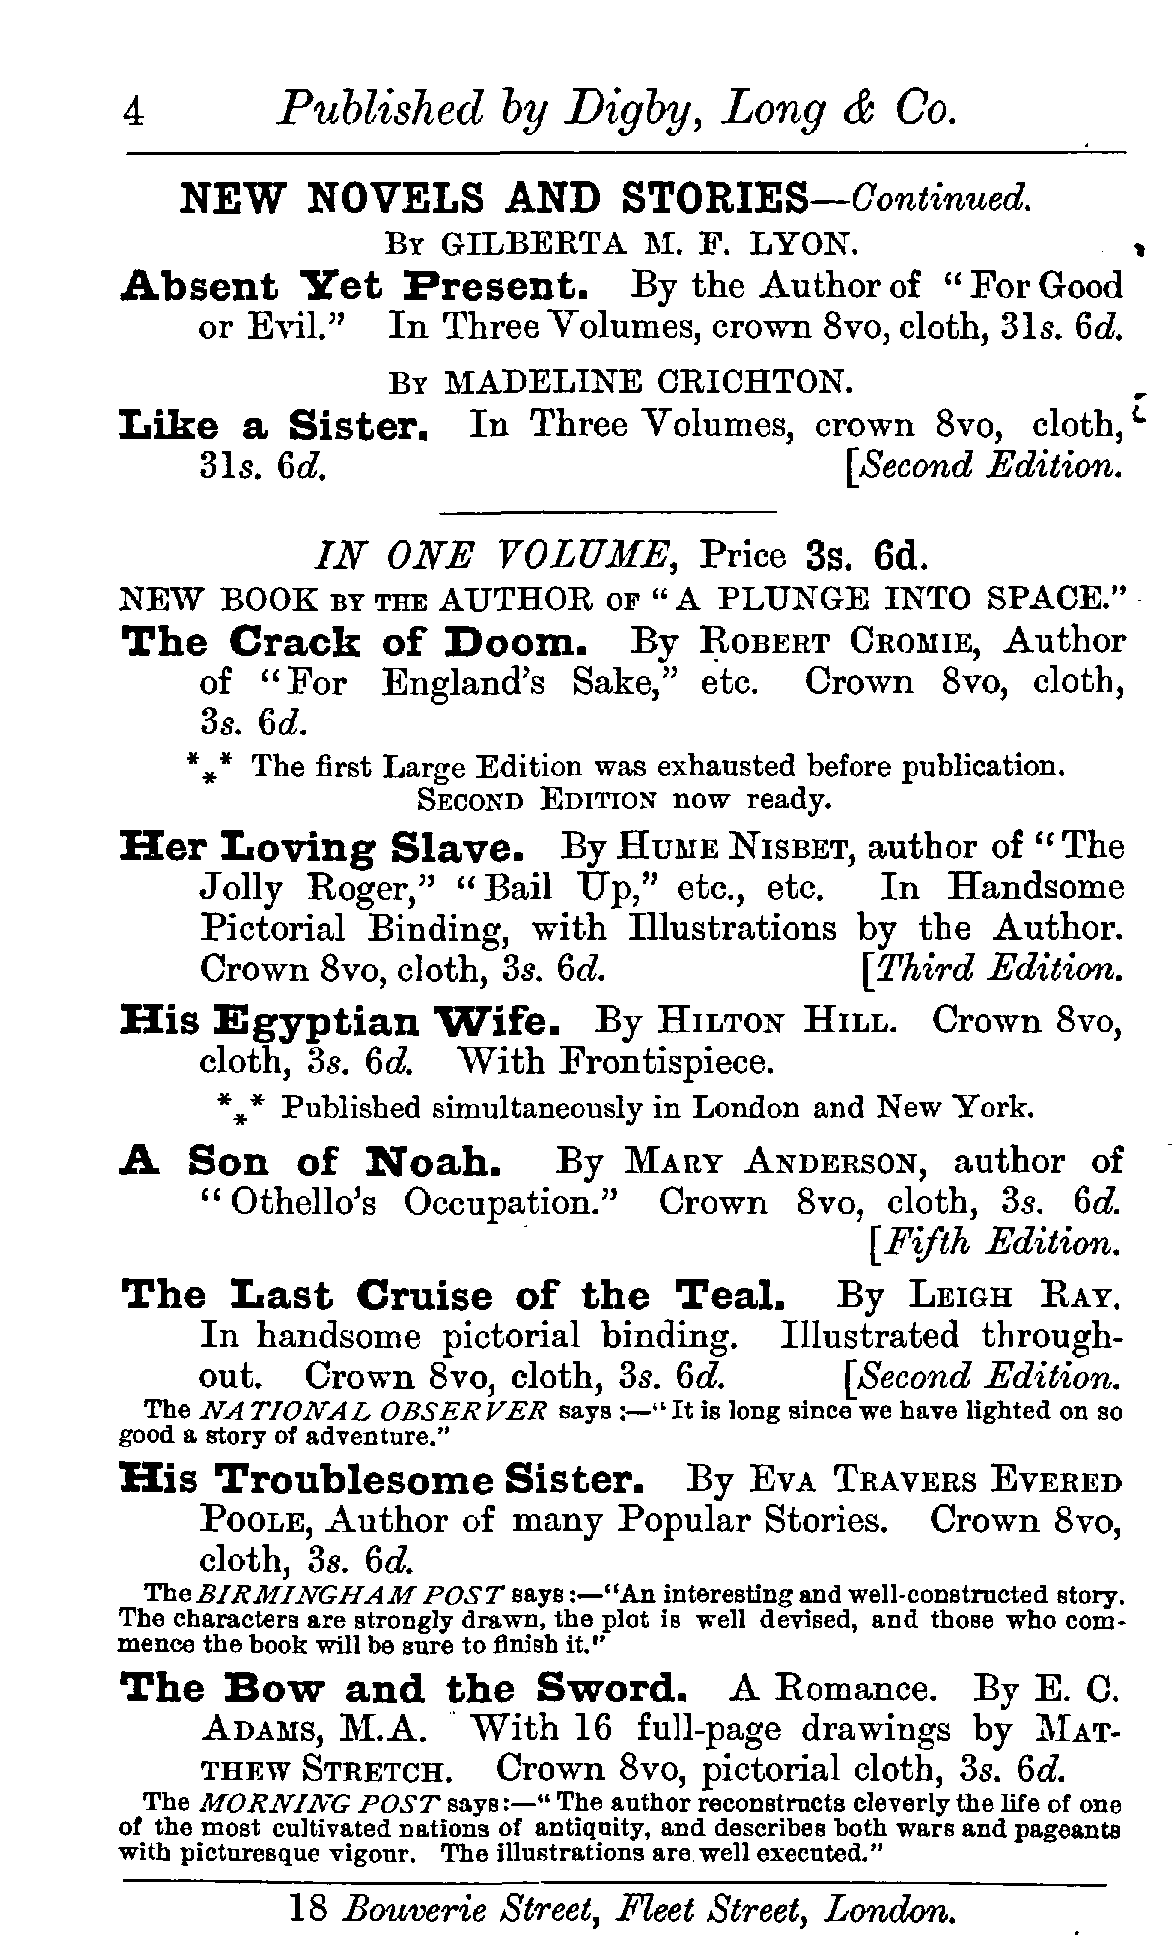 4 Published by Digby, Long & Co.
NEW NOVELS AND STORIES—Continued.
By GILBERTA M. F. LYON.
Absent Yet Present. By the Author of “For Good
or Evil.” In Three Volumes, crown 8vo, cloth, 31s. 6d.
By MADELINE CRICHTON.
Like a Sister. In Three Volumes, crown 8vo, cloth,
31s. 6d. [Second Edition.
IN ONE VOLUME, Price 3s. 6d.
NEW BOOK BY THE AUTHOR OF “A PLUNGE INTO SPACE.”
The Crack of Doom. By ROBERT CROMIE, Author
of “For England’s Sake,” etc. Crown 8vo, cloth,
3s. 6d.
*** The first Large Edition was exhausted before publication.
SECOND EDITION now ready.
Her Loving Slave. By HUME NISBET, author of “The
Jolly Roger,” “Bail Up,” etc., etc. In Handsome
Pictorial Binding, with Illustrations by the Author.
Crown 8vo, cloth, 3s. 6d. [Third Edition.
His Egyptian Wife. By HILTON HILL. Crown 8vo,
cloth, 3s. 6d. With Frontispiece.
*** Published simultaneously in London and New York.
A Son of Noah. By MARY ANDERSON, author of
“Othello’s Occupation.” Crown 8vo, cloth, 3s. 6d.
[Fifth Edition.
The Last Cruise of the Teal. By LEIGH RAY.
In handsome pictorial binding. Illustrated through-
out. Crown 8vo, cloth, 3s. 6d. [Second Edition.
The NATIONAL OBSERVER says:—“It is long since we have lighted on so
good a story of adventure.”
His Troublesome Sister. By EVA TRAVERS EVERED
POOLE, Author of many Popular Stories. Crown 8vo,
cloth, 3s. 6d.
The BIRMINGHAM POST says:—“An interesting and well-constructed story.
The characters are strongly drawn, the plot is well devised, and those who com-
mence the book will be sure to finish it.”
The Bow and the Sword. A Romance. By E. C.
ADAMS, M.A. With 16 full-page drawings by MAT-
THEW STRETCH. Crown 8vo, pictorial cloth, 3s. 6d.
The MORNING POST says:—“The author reconstructs cleverly the life of one
of the most cultivated nations of antiquity, and describes both wars and pageants
with picturesque vigour. The illustrations are well executed.”
18 Bouverie Street, Fleet Street, London.